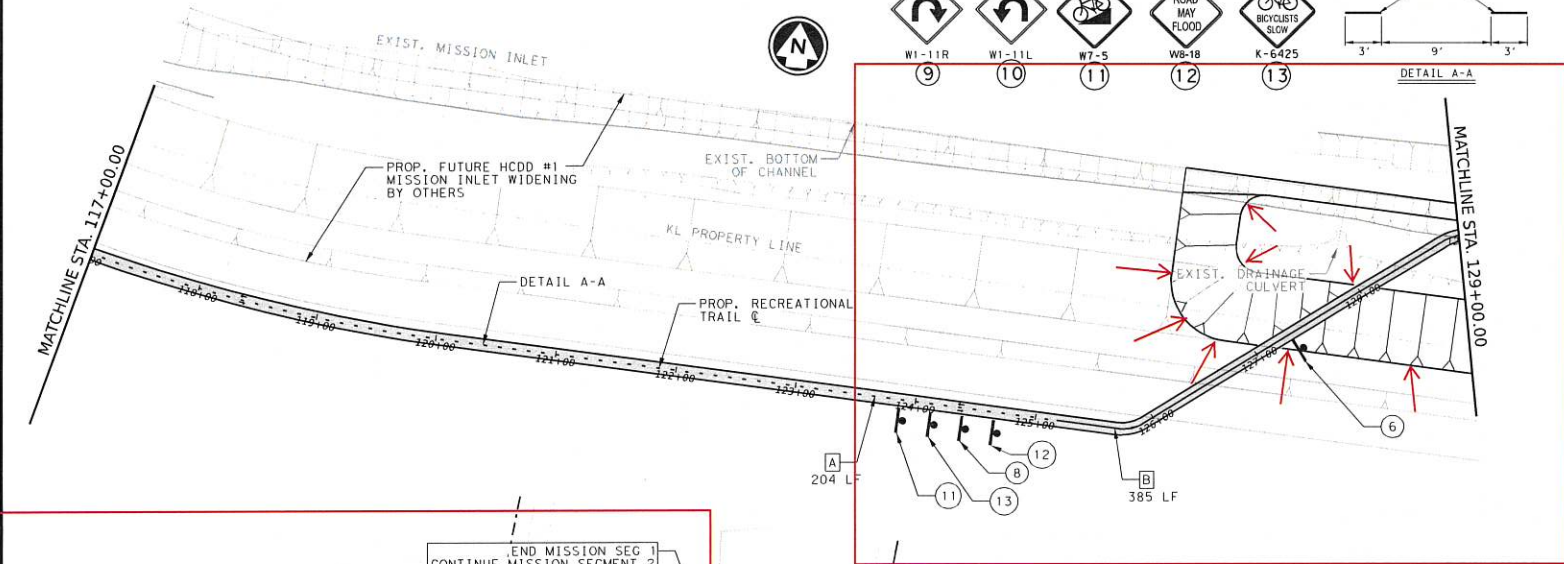 EXIST. MISSION INLET
N
ROAD
MAY
FLOOD
BICYCLISTS
SLOW
W1-11R
W1-11L
W7-5
W8-18
K-6425
9
10
11
12
13
3'
9'
3'
DETAIL A-A
MATCHLINE STA. 117+00.00
PROP. FUTURE HCDD #1
MISSION INLET WIDENING
BY OTHERS
EXIST. BOTTOM
OF CHANNEL
KL PROPERTY LINE
DETAIL A-A
PROP. RECREATIONAL
TRAIL ℄
EXIST. DRAINAGE
CULVERT
MATCHLINE STA. 129+00.00
118+00
119+00
120+00
121+00
122+00
123+00
124+00
125+00
126+00
127+00
128+00
A
204 LF
11
13
8
12
B
385 LF
6
END MISSION SEG 1
CONTINUE MISSION SEGMENT 2